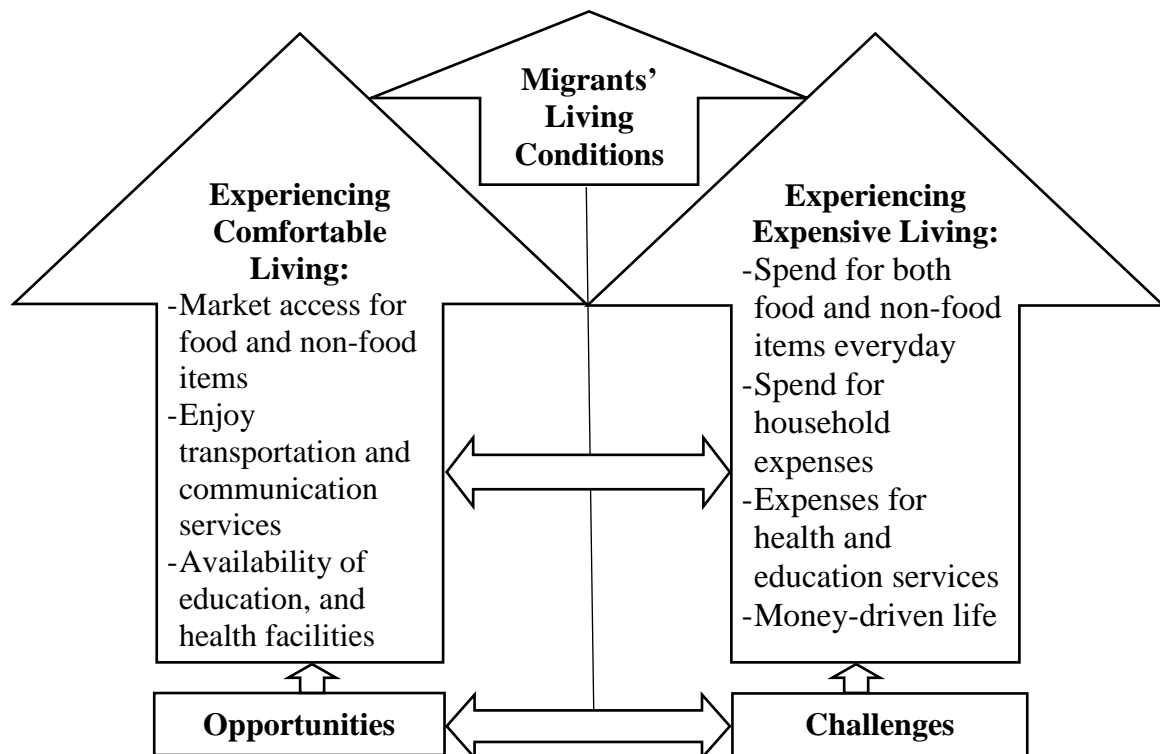 Migrants’
Living
Conditions
Experiencing
Comfortable
Living:
-Market access for
food and non-food
items
-Enjoy
transportation and
communication
services
-Availability of
education, and
health facilities
Experiencing
Expensive Living:
-Spend for both
food and non-food
items everyday
-Spend for
household
expenses
-Expenses for
health and
education services
-Money-driven life
Opportunities
Challenges